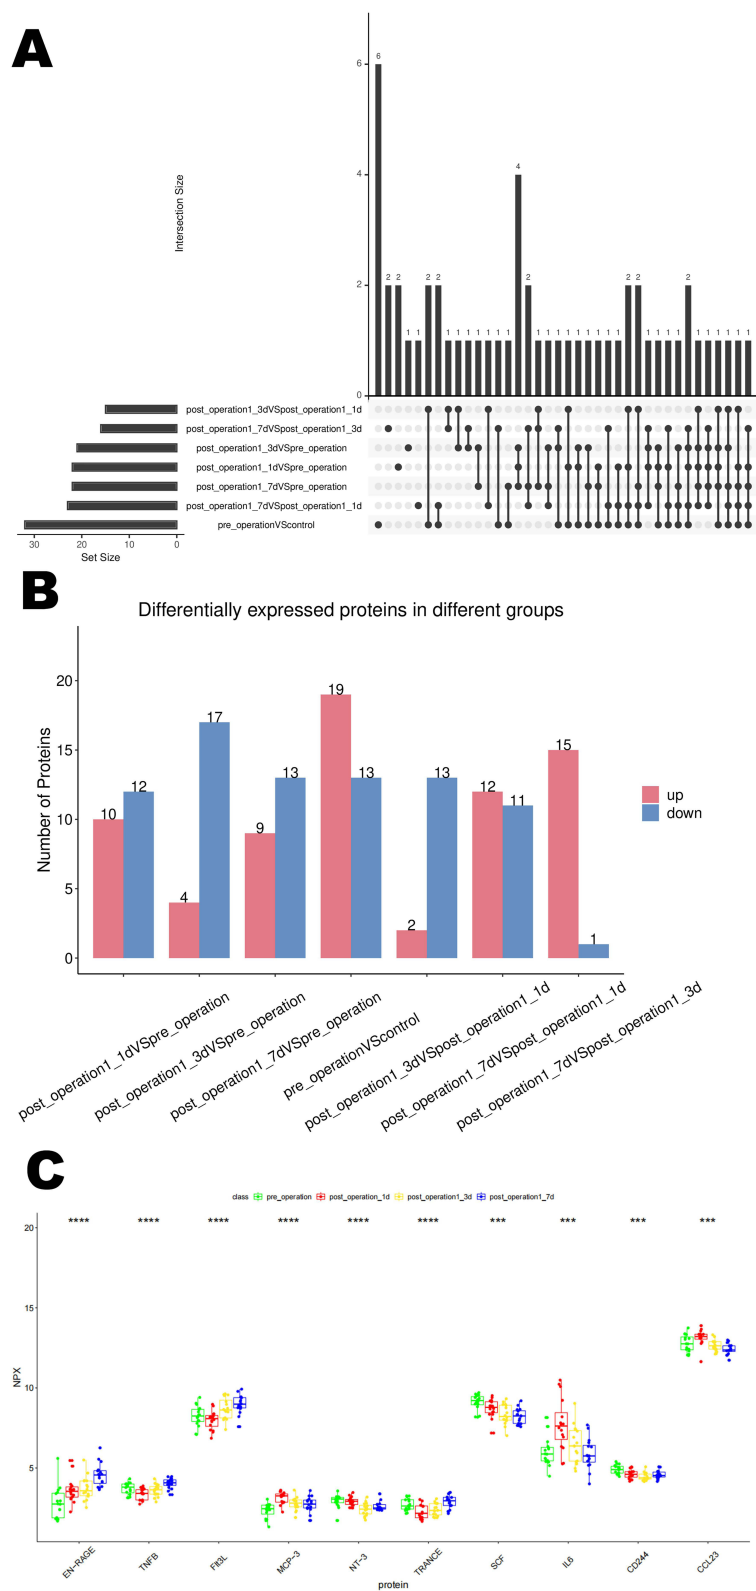 A
Intersection Size
6
4
2
0
6
2 2 1 1 2 2 1 1 1 1 1 1 4 2 1 1 1 1 1 1 1 1 1 2 2 1 1 1 1 2 1 1 1 1 1 1
post_operation1_3dVSpost_operation1_1d
post_operation1_7dVSpost_operation1_3d
post_operation1_3dVSpre_operation
post_operation1_1dVSpre_operation
post_operation1_7dVSpre_operation
post_operation1_7dVSpost_operation1_1d
pre_operationVScontrol
30 20 10 0
Set Size
B
Differentially expressed proteins in different groups
Number of Proteins
20
15
10
5
0
10 12 4 17 9 13 19 13 2 13 12 11 15 1
up
down
post_operation1_1dVSpre_operation
post_operation1_3dVSpre_operation
post_operation1_7dVSpre_operation
pre_operationVScontrol
post_operation1_3dVSpost_operation1_1d
post_operation1_7dVSpost_operation1_1d
post_operation1_7dVSpost_operation1_3d
C
class pre_operation post_operation_1d post_operation1_3d post_operation1_7d
**** **** **** **** **** **** *** *** *** ***
NPX
20
15
10
5
EN-RAGE TNFB Flt3L MCP-3 NT-3 TRANCE SCF IL6 CD244 CCL23
protein